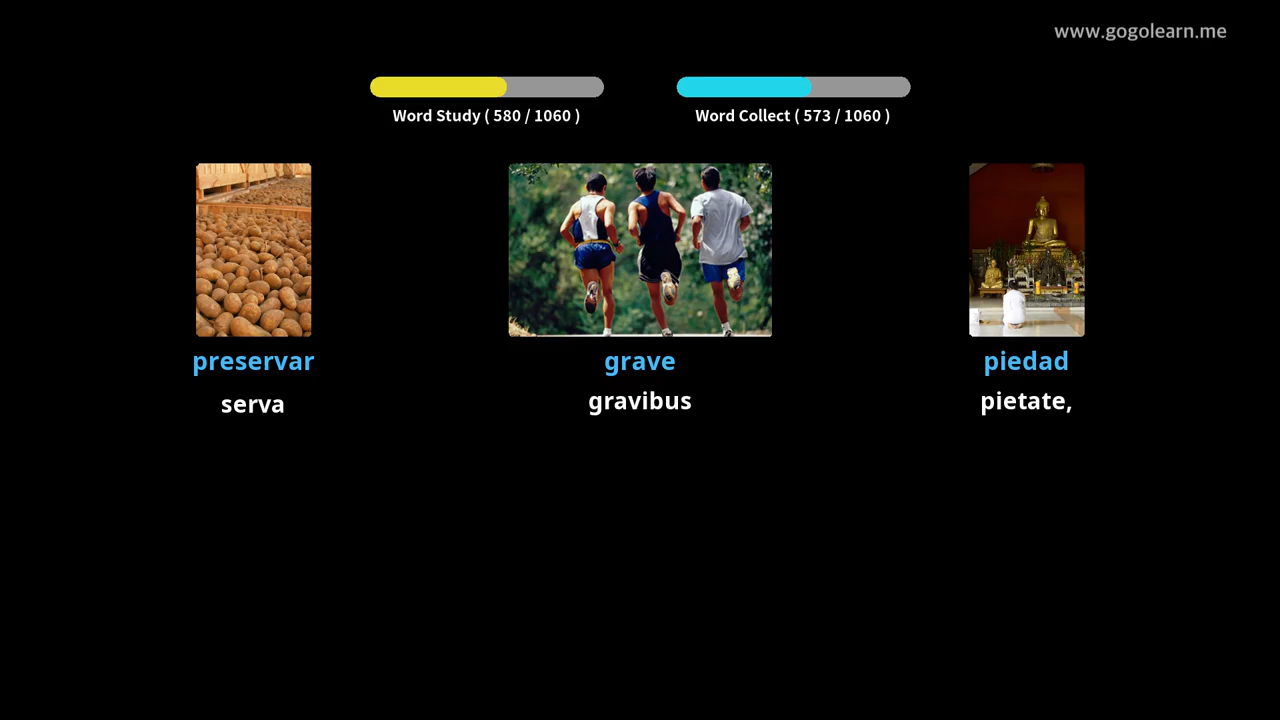 www.gogolearn.me
Word Study ( 580 / 1060 )
Word Collect ( 573 / 1060 )
preservar
grave
piedad
serva
gravibus
pietate,